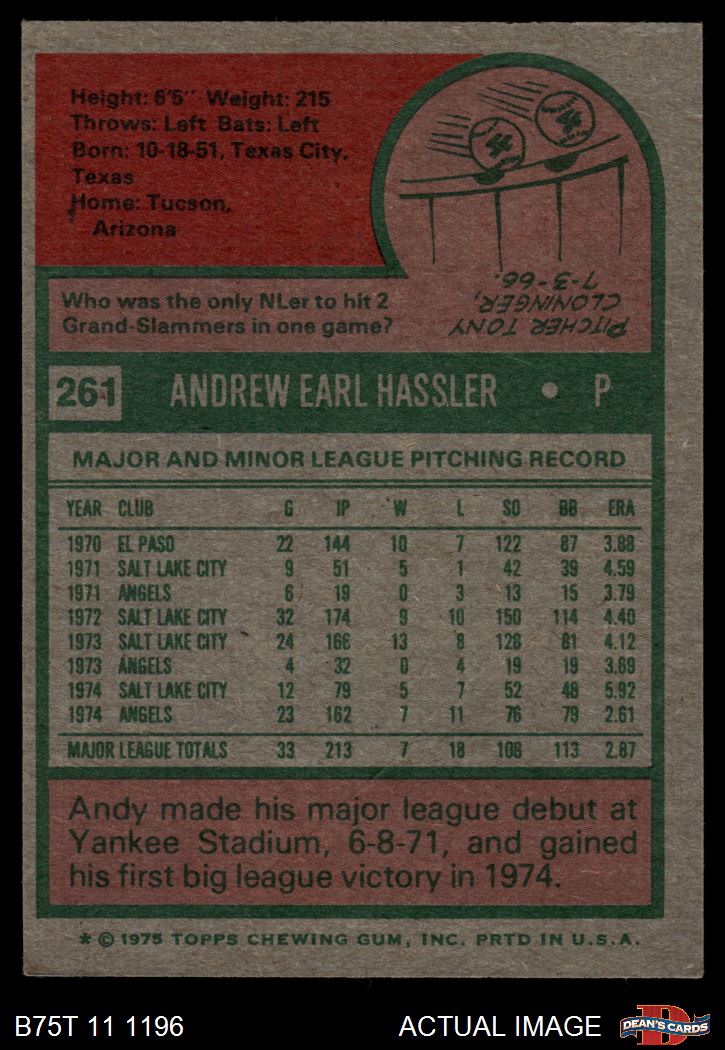 Height: 6'5" Weight: 215
Throws: Left Bats: Left
Born: 10-18-51, Texas City,
Texas
Home: Tucson,
Arizona
Who was the only NLer to hit 2
Grand-Slammers in one game?
PITCHER TONY
CLONINGER,
7-3-66.
261 ANDREW EARL HASSLER • P
MAJOR AND MINOR LEAGUE PITCHING RECORD
YEAR CLUB G IP W L SO BB ERA
1970 EL PASO 22 144 10 7 122 87 3.88
1971 SALT LAKE CITY 9 51 5 1 42 39 4.59
1971 ANGELS 6 19 0 3 13 15 3.79
1972 SALT LAKE CITY 32 174 9 10 150 114 4.40
1973 SALT LAKE CITY 24 166 13 8 128 81 4.12
1973 ANGELS 4 32 0 4 19 19 3.69
1974 SALT LAKE CITY 12 79 5 7 52 48 5.92
1974 ANGELS 23 162 7 11 76 79 2.61
MAJOR LEAGUE TOTALS 33 213 7 18 108 113 2.87
Andy made his major league debut at
Yankee Stadium, 6-8-71, and gained
his first big league victory in 1974.
* © 1975 TOPPS CHEWING GUM, INC. PRTD IN U.S.A.
B75T 11 1196 ACTUAL IMAGE D DEAN'S CARDS